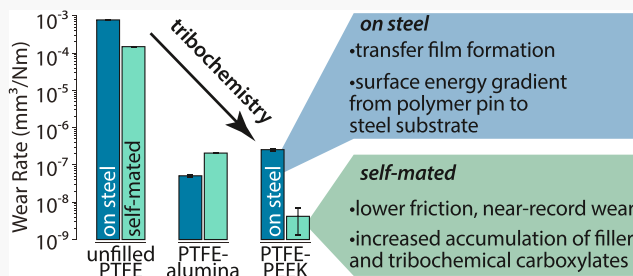 Wear Rate (mm³/Nm)
10⁻³
10⁻⁴
10⁻⁵
10⁻⁶
10⁻⁷
10⁻⁸
10⁻⁹
on steel
self-mated
unfilled
PTFE
PTFE-
alumina
on steel
PTFE-
PEEK
tribochemistry
on steel
•transfer film formation
•surface energy gradient
from polymer pin to
steel substrate
self-mated
•lower friction, near-record wear
•increased accumulation of filler
and tribochemical carboxylates